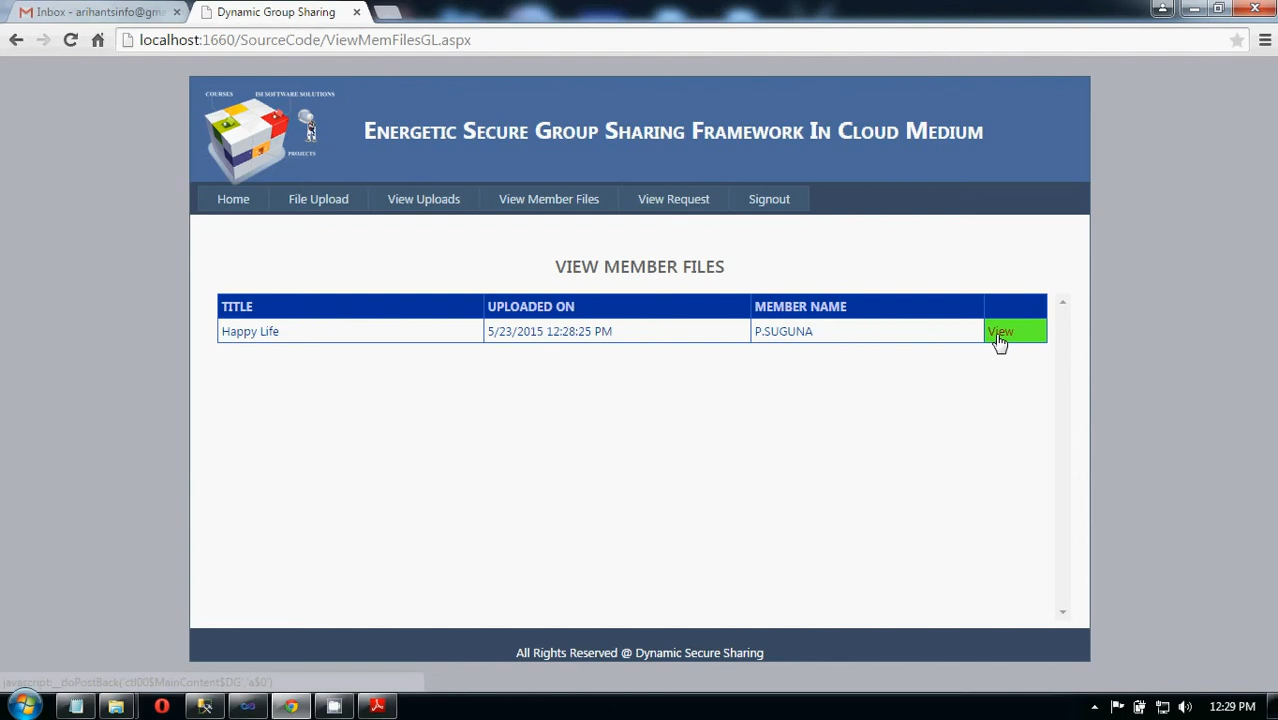 Inbox - arihantsinfo@gma
Dynamic Group Sharing
localhost:1660/SourceCode/ViewMemFilesGL.aspx
COURSES ISI SOFTWARE SOLUTIONS
PROJECTS
ENERGETIC SECURE GROUP SHARING FRAMEWORK IN CLOUD MEDIUM
Home File Upload View Uploads View Member Files View Request Signout
VIEW MEMBER FILES
TITLE UPLOADED ON MEMBER NAME
Happy Life 5/23/2015 12:28:25 PM P.SUGUNA View
All Rights Reserved @ Dynamic Secure Sharing
javascript:__doPostBack('ctl00$MainContent$DG','a$0')
12:29 PM